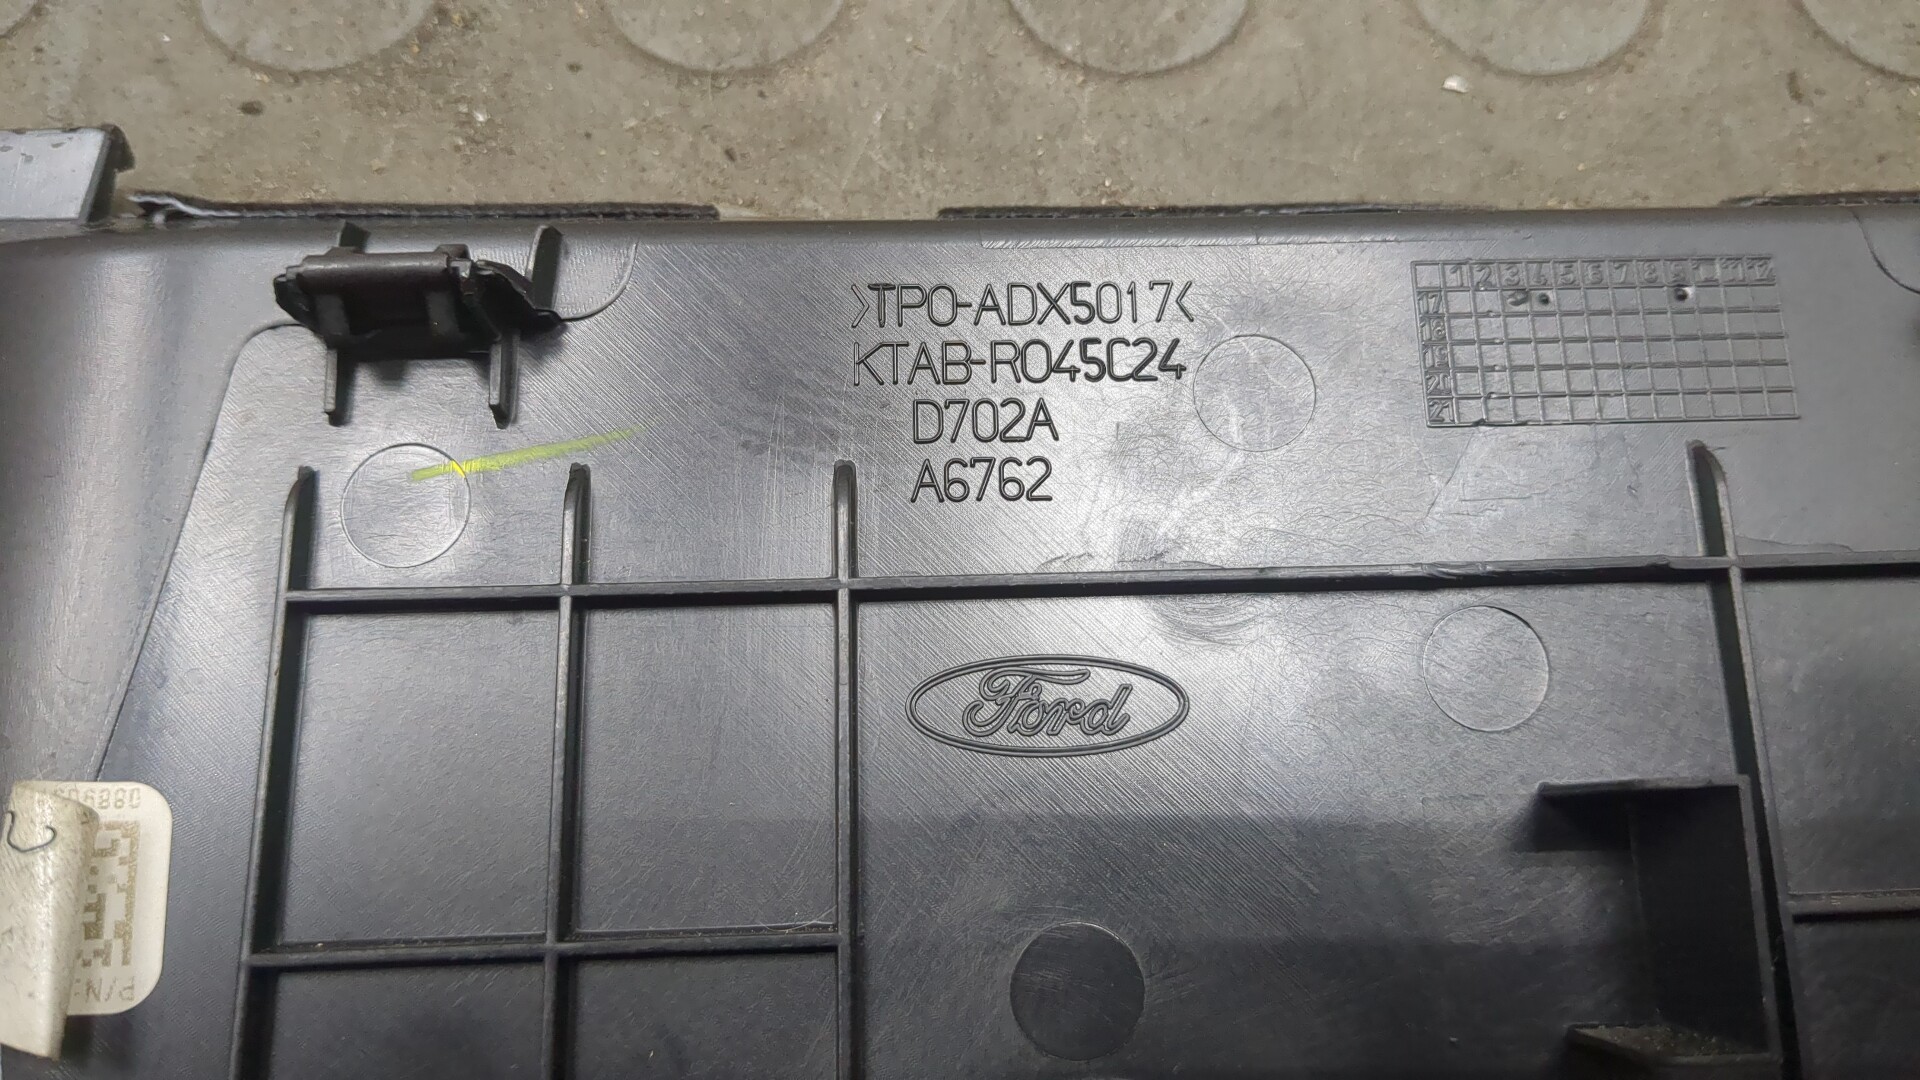 >TPO-ADX5017<
KTAB-R045C24
D702A
A6762
1 2 3 4 5 6 7 8 9 1 11 12
17
18
19
20
21
Ford
P/N: